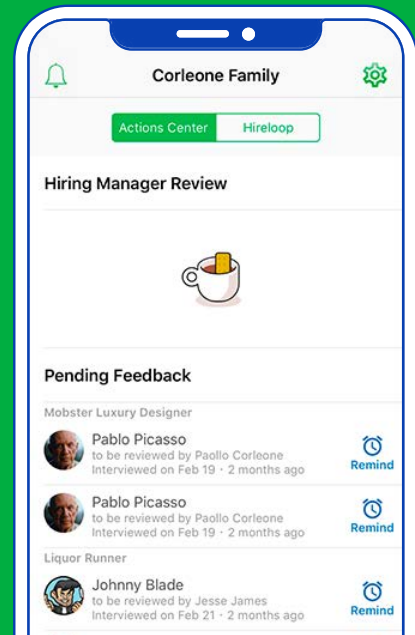 Corleone Family
Actions Center
Hireloop
Hiring Manager Review
Pending Feedback
Mobster Luxury Designer
Pablo Picasso
to be reviewed by Paollo Corleone
Interviewed on Feb 19 · 2 months ago
Remind
Pablo Picasso
to be reviewed by Paollo Corleone
Interviewed on Feb 19 · 2 months ago
Remind
Liquor Runner
Johnny Blade
to be reviewed by Jesse James
Interviewed on Feb 21 · 2 months ago
Remind